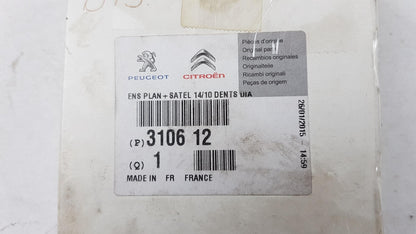 PEUGEOT
CITROËN
Pièces d'origine
Original parts
Recambios originales
Originalteile
Ricambi originali
Peças de origem
ENS PLAN + SATEL 14/10 DENTS DIA
(P) 3106 12
(Q) 1
MADE IN FR FRANCE
26/01/2015 - 14:59